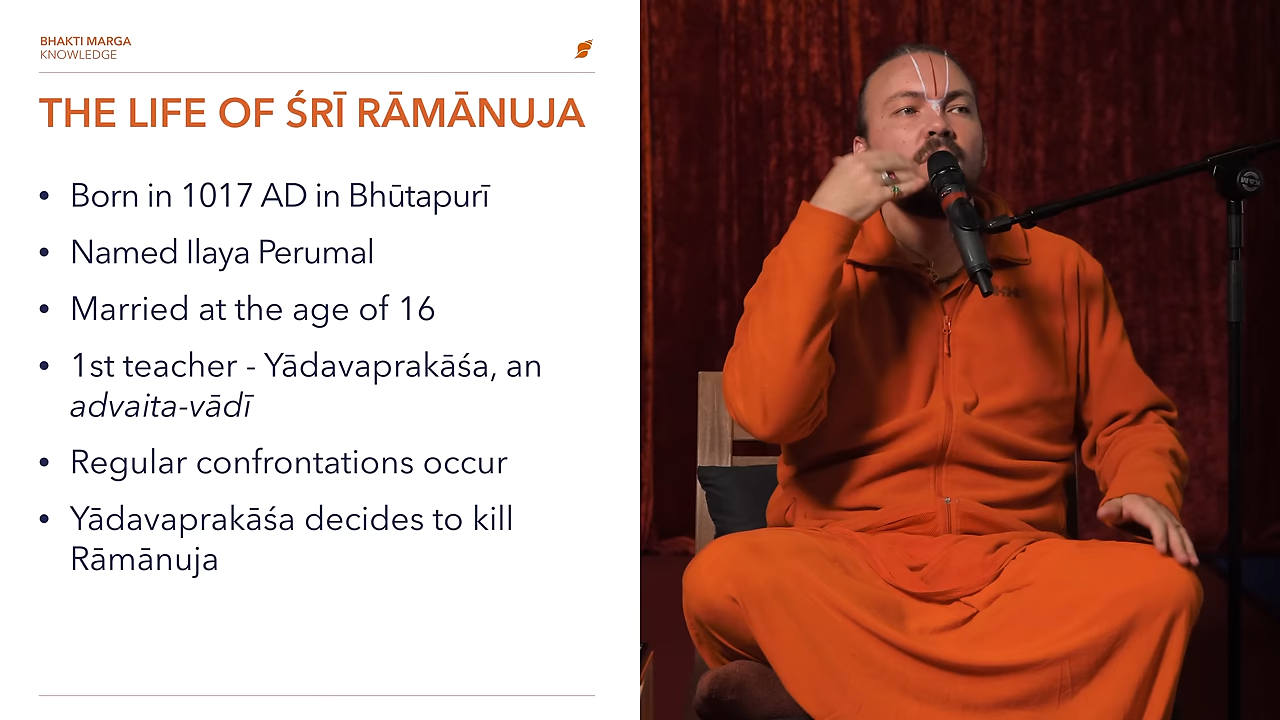 BHAKTI MARGA
KNOWLEDGE
THE LIFE OF ŚRĪ RĀMĀNUJA
• Born in 1017 AD in Bhūtapurī
• Named Ilaya Perumal
• Married at the age of 16
• 1st teacher - Yādavaprakāśa, an
advaita-vādī
• Regular confrontations occur
• Yādavaprakāśa decides to kill
Rāmānuja
K&M
HH